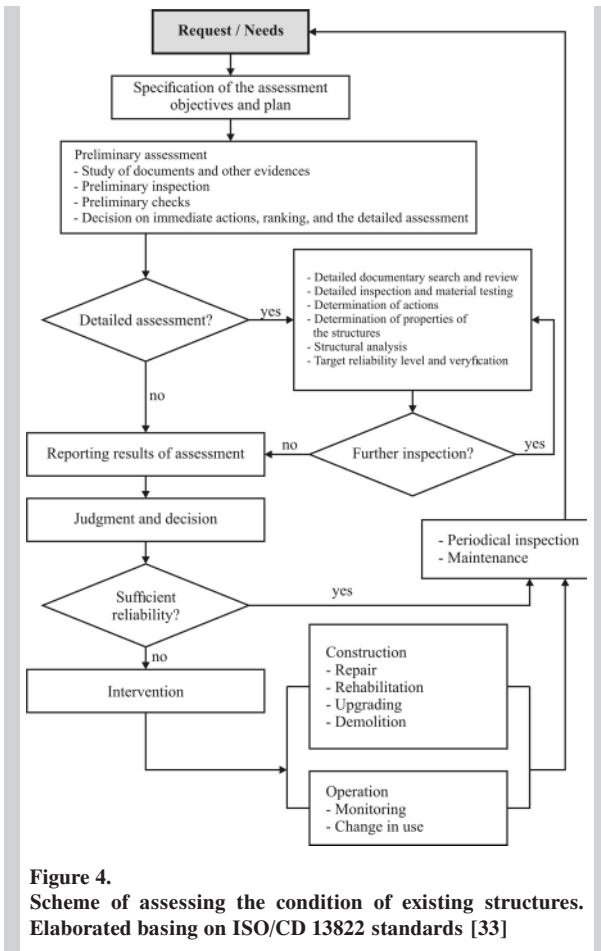 Request / Needs
Specification of the assessment
objectives and plan
Preliminary assessment
- Study of documents and other evidences
- Preliminary inspection
- Preliminary checks
- Decision on immediate actions, ranking, and the detailed assessment
- Detailed documentary search and review
- Detailed inspection and material testing
- Determination of actions
- Determination of properties of
the structures
- Structural analysis
- Target reliability level and veryfication
Detailed assessment?
yes
no
Further inspection?
no
yes
Reporting results of assessment
Judgment and decision
- Periodical inspection
- Maintenance
Sufficient
reliability?
yes
no
Intervention
Construction
- Repair
- Rehabilitation
- Upgrading
- Demolition
Operation
- Monitoring
- Change in use
Figure 4.
Scheme of assessing the condition of existing structures.
Elaborated basing on ISO/CD 13822 standards [33]